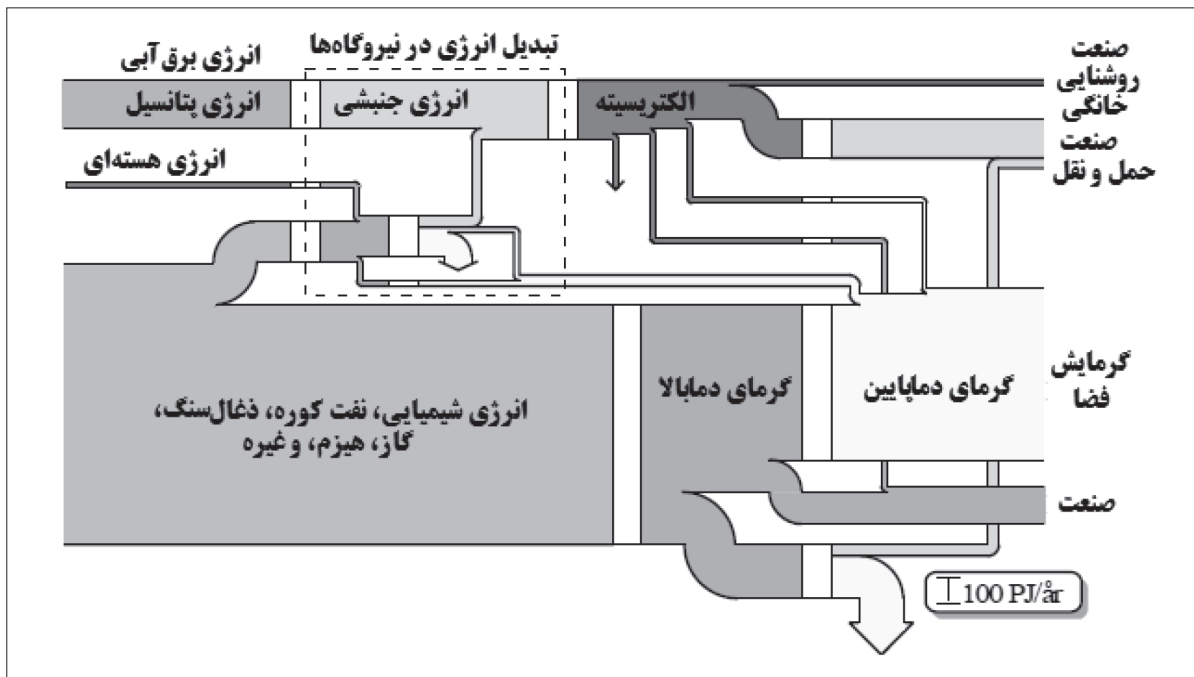 تبدیل انرژی در نیروگاه‌ها
انرژی برق آبی
انرژی پتانسیل
انرژی جنبشی
الکتریسیته
صنعت
روشنایی
خانگی
صنعت
حمل و نقل
انرژی هسته‌ای
انرژی شیمیایی، نفت کوره، ذغال‌سنگ،
گاز، هیزم، و غیره
گرمای دمابالا
گرمای دماپایین
گرمایش
فضا
صنعت
100 PJ/år